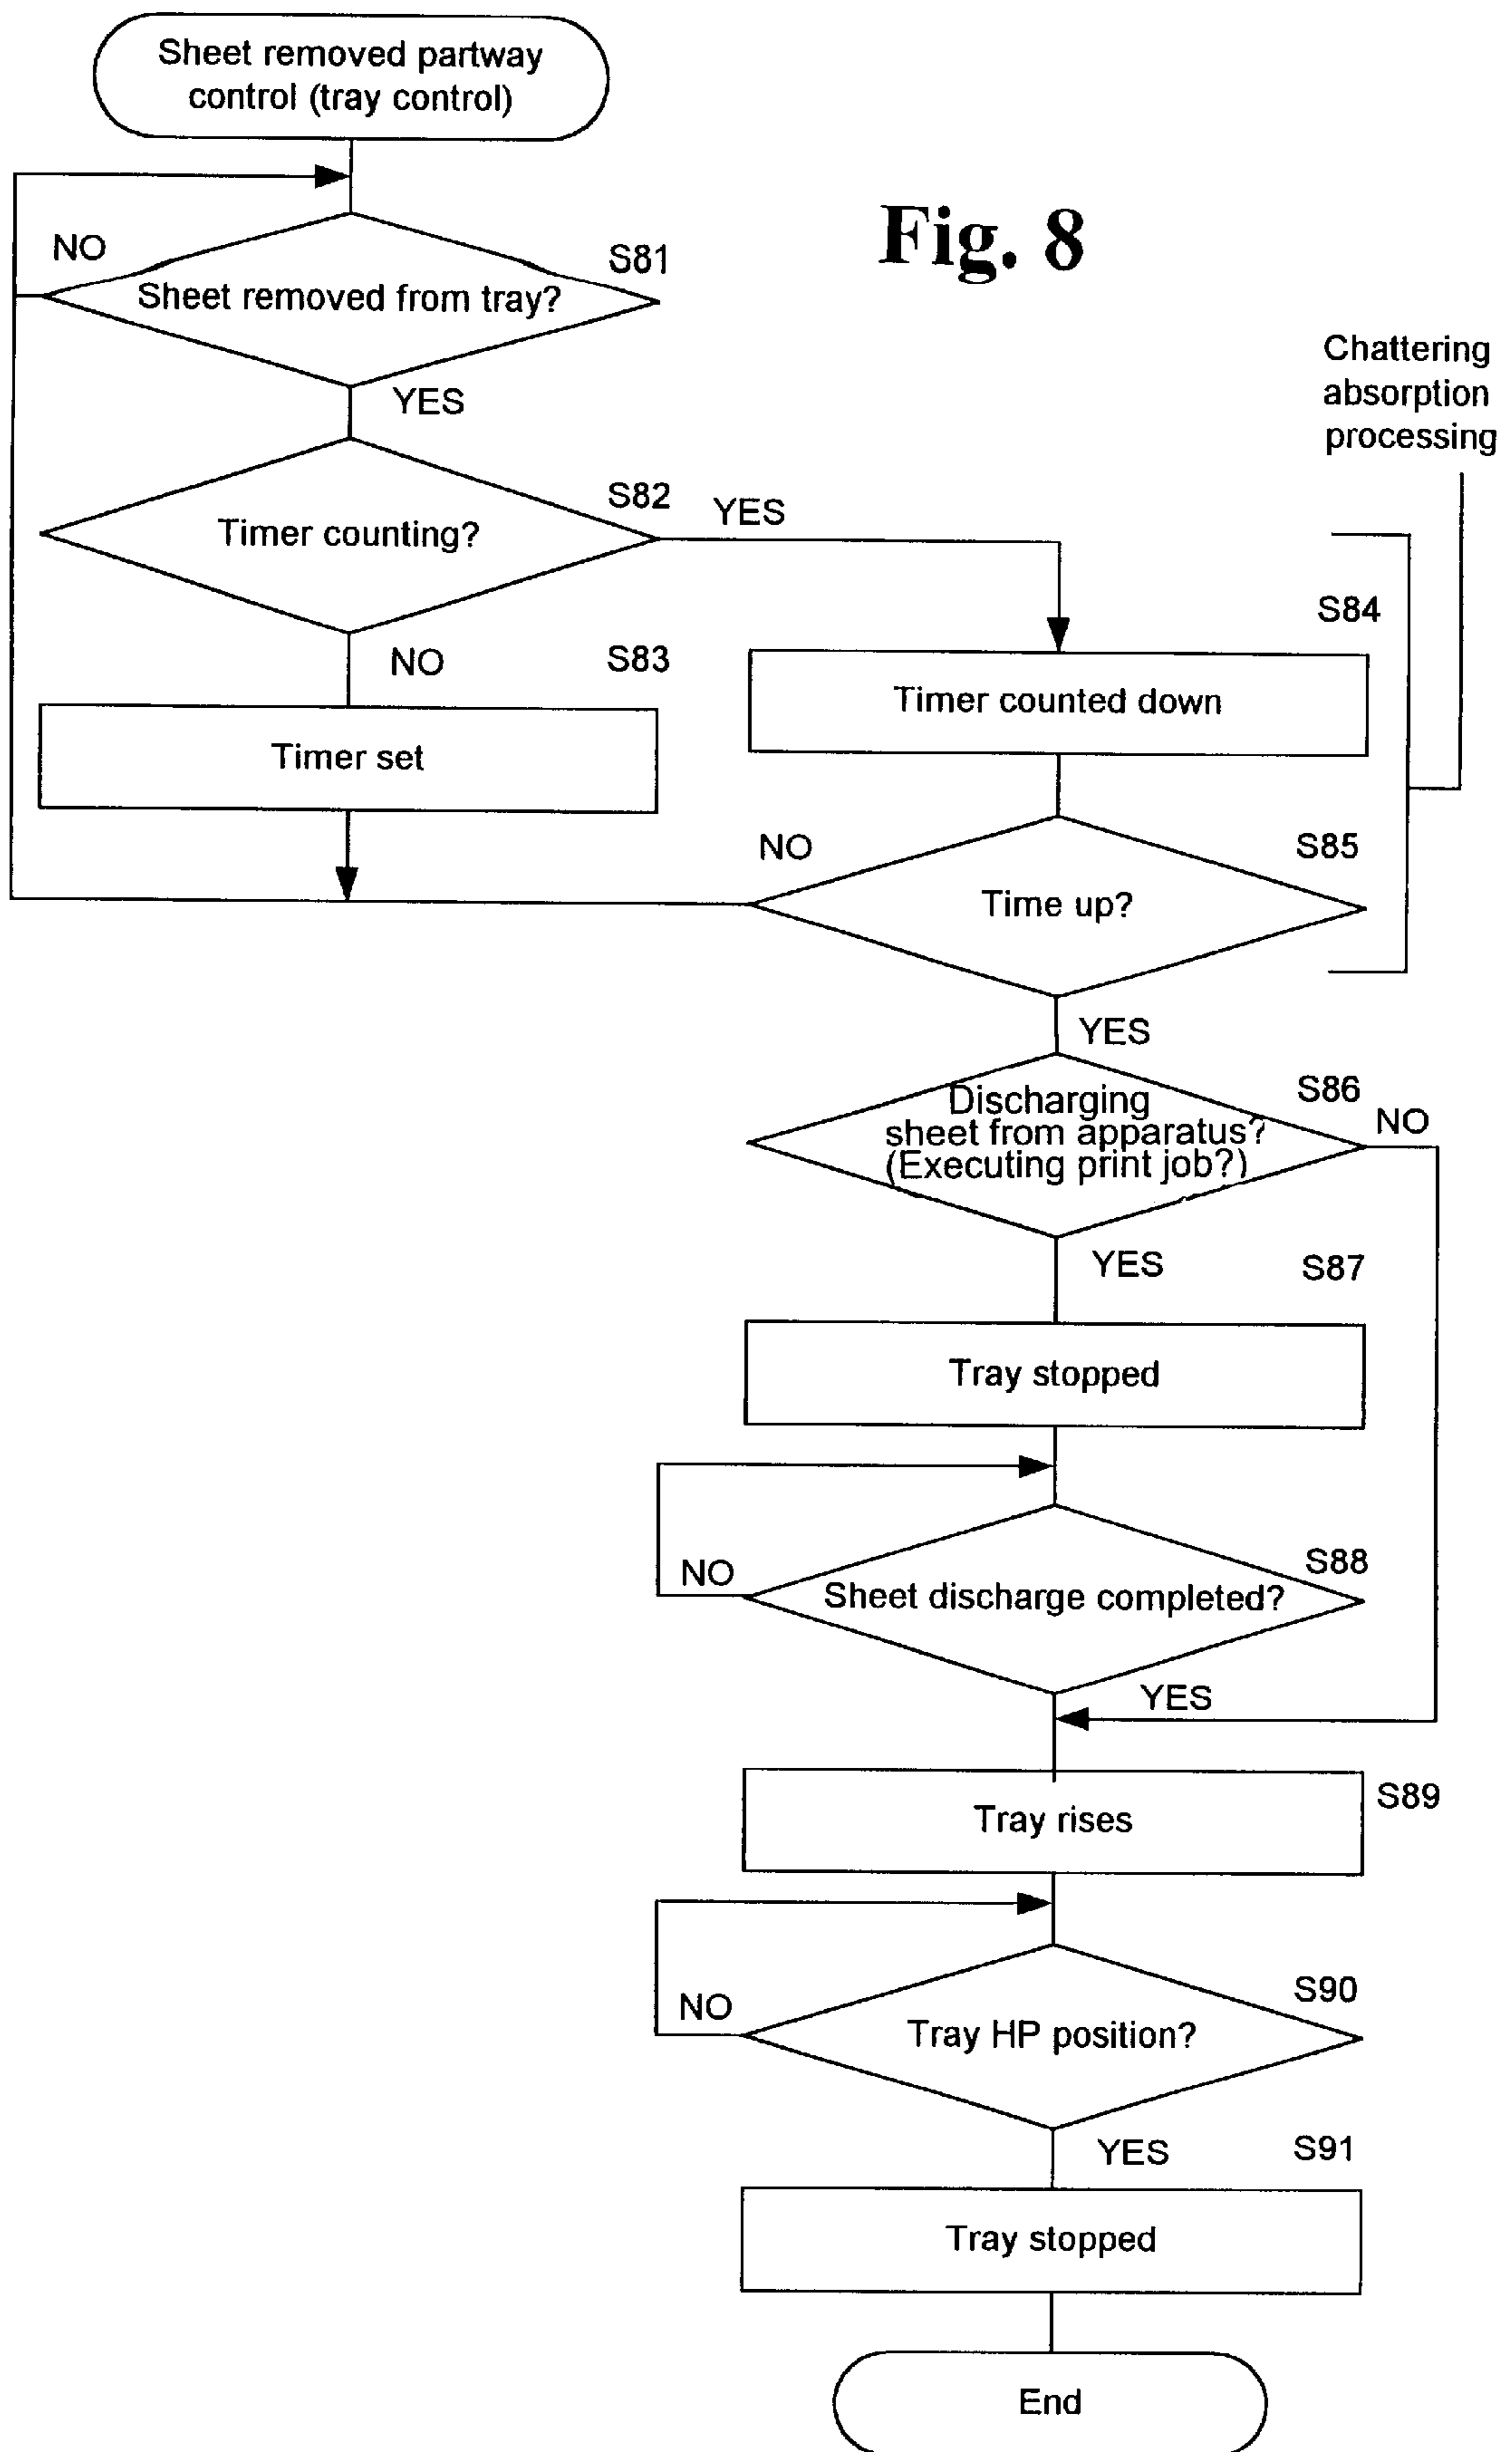 Sheet removed partway
control (tray control)
Fig. 8
NO
S81
Sheet removed from tray?
YES
Chattering
absorption
processing
S82
YES
Timer counting?
NO
S83
S84
Timer set
Timer counted down
NO
S85
Time up?
YES
S86
NO
Discharging
sheet from apparatus?
(Executing print job?)
YES
S87
Tray stopped
NO
S88
Sheet discharge completed?
YES
S89
Tray rises
NO
S90
Tray HP position?
YES
S91
Tray stopped
End